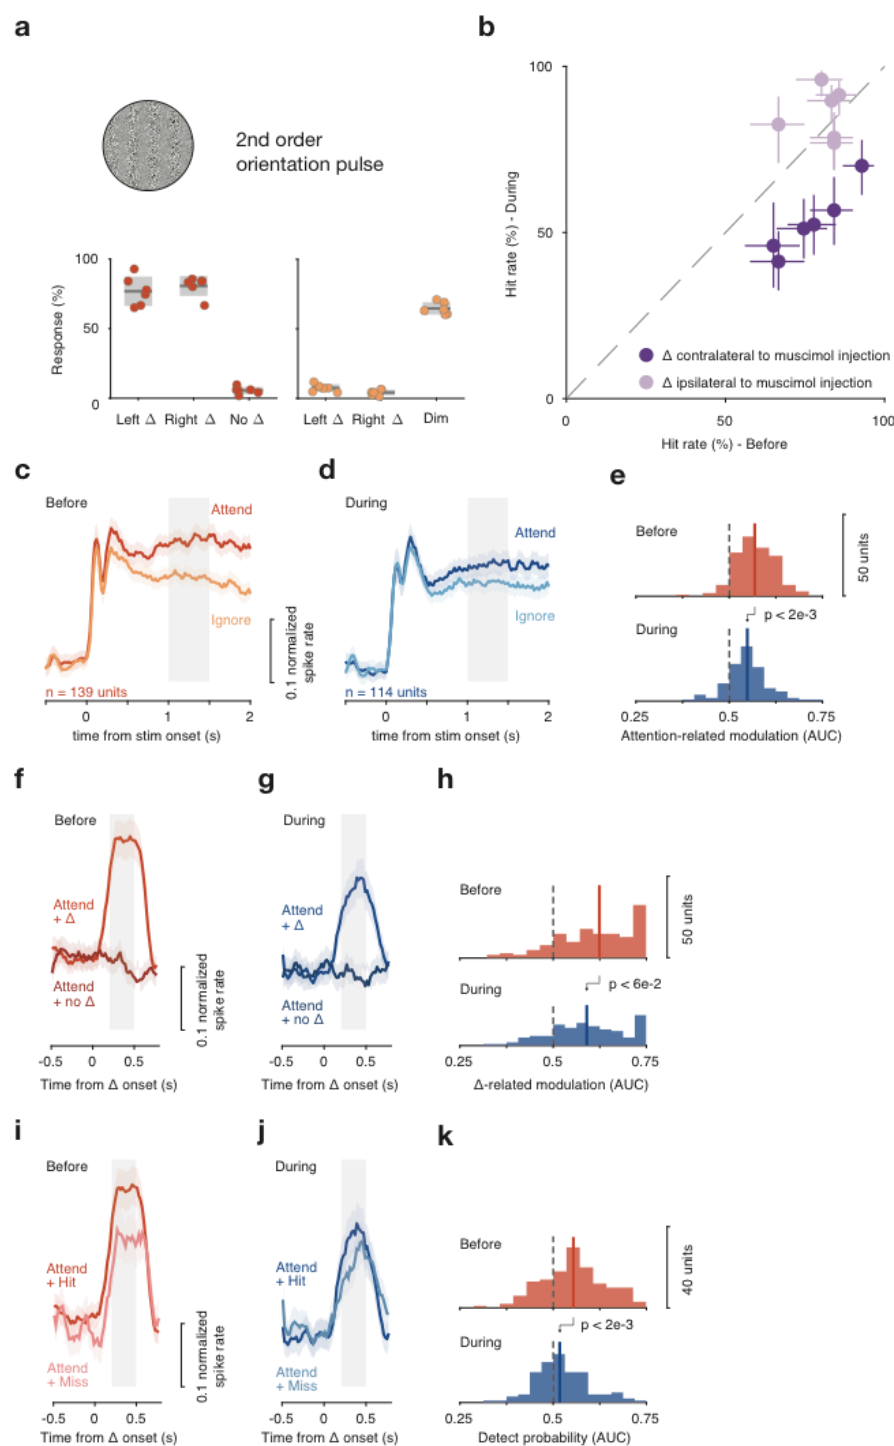 a
2nd order
orientation pulse
Response (%)
100
50
0
Left Δ
Right Δ
No Δ
Left Δ
Right Δ
Dim
b
Hit rate (%) - During
100
50
0
Δ contralateral to muscimol injection
Δ ipsilateral to muscimol injection
0
50
100
Hit rate (%) - Before
c
Before
Attend
Ignore
n = 139 units
0.1 normalized
spike rate
0
1
2
time from stim onset (s)
d
During
Attend
Ignore
n = 114 units
0
1
2
time from stim onset (s)
e
Before
50 units
During
p < 2e-3
0.25
0.5
0.75
Attention-related modulation (AUC)
f
Before
Attend
+ Δ
Attend
+ no Δ
0.1 normalized
spike rate
-0.5
0
0.5
Time from Δ onset (s)
g
During
Attend
+ Δ
Attend
+ no Δ
-0.5
0
0.5
Time from Δ onset (s)
h
Before
50 units
During
p < 6e-2
0.25
0.5
0.75
Δ-related modulation (AUC)
i
Before
Attend
+ Hit
Attend
+ Miss
0.1 normalized
spike rate
-0.5
0
0.5
Time from Δ onset (s)
j
During
Attend
+ Hit
Attend
+ Miss
-0.5
0
0.5
Time from Δ onset (s)
k
Before
40 units
During
p < 2e-3
0.25
0.5
0.75
Detect probability (AUC)